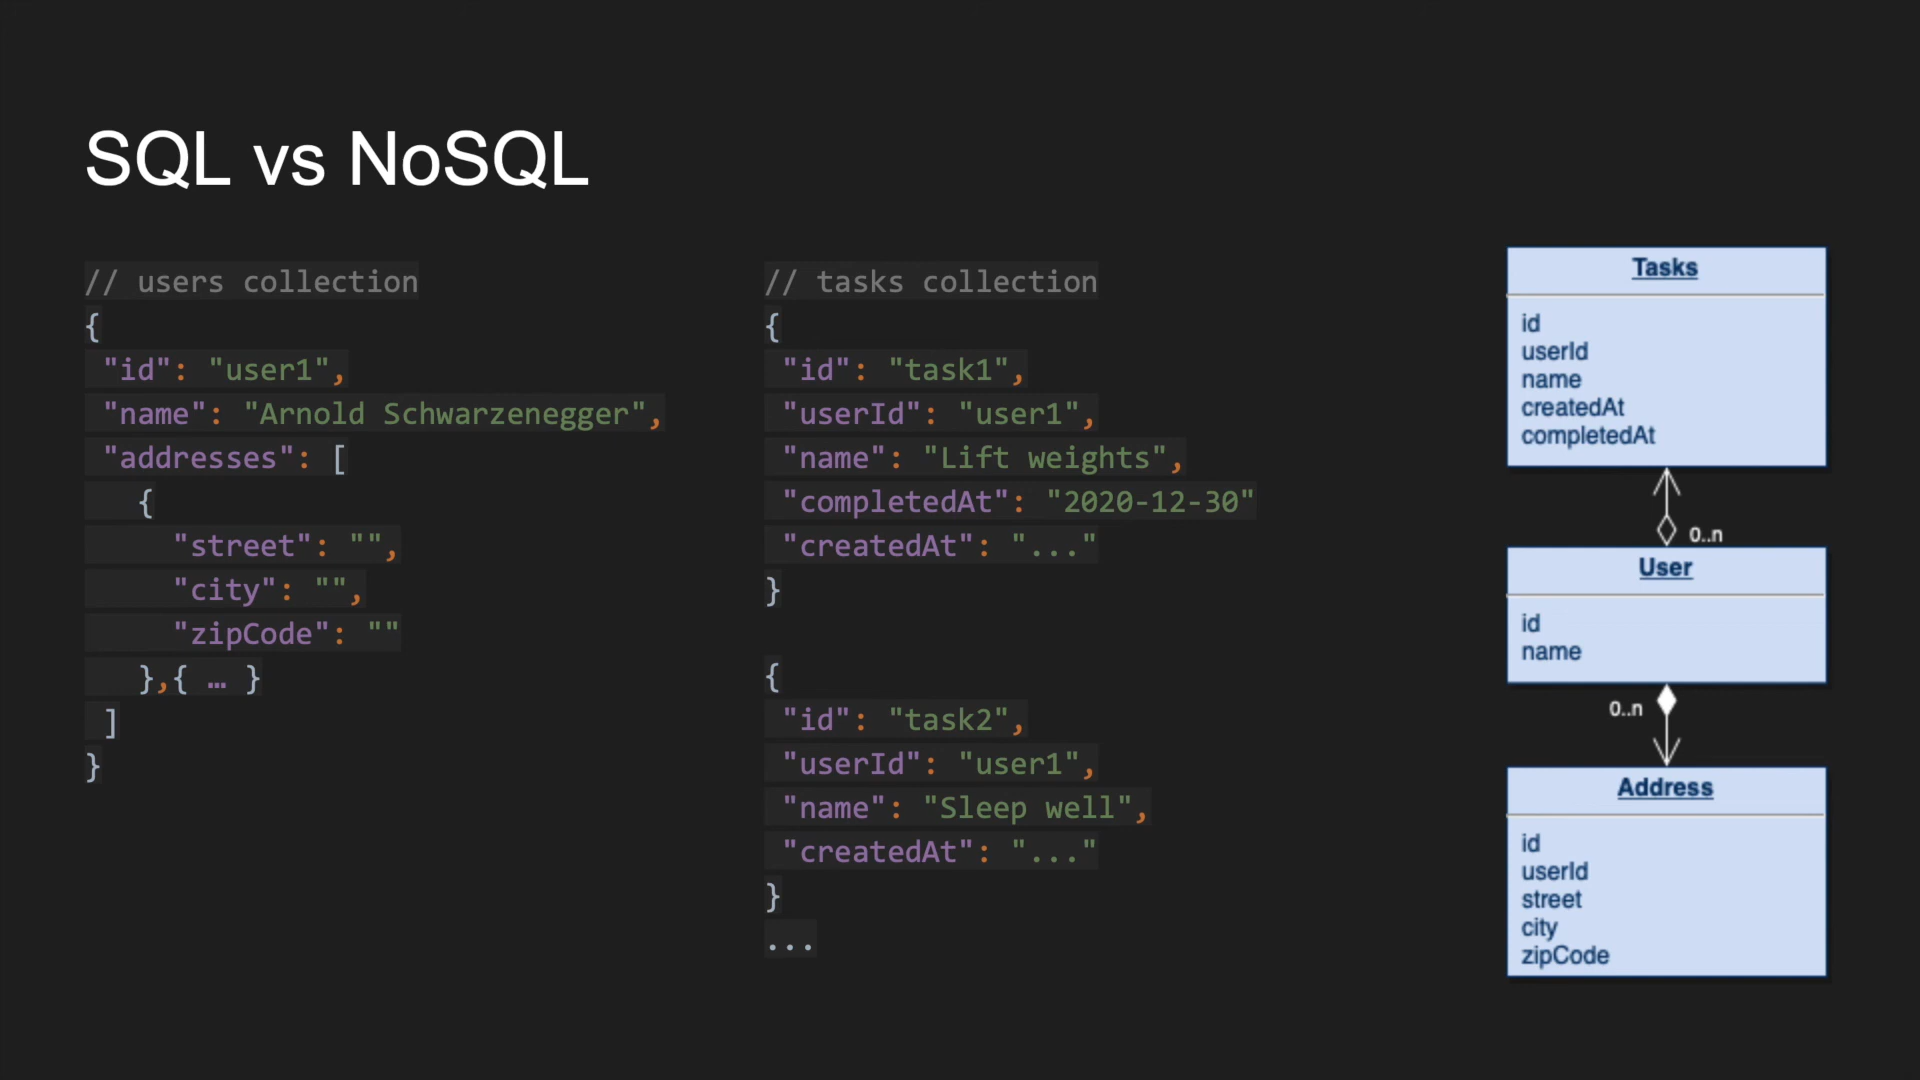 SQL vs NoSQL
// users collection
{
"id": "user1",
"name": "Arnold Schwarzenegger",
"addresses": [
{
"street": "",
"city": "",
"zipCode": ""
},{ … }
]
}
// tasks collection
{
"id": "task1",
"userId": "user1",
"name": "Lift weights",
"completedAt": "2020-12-30"
"createdAt": "..."
}
{
"id": "task2",
"userId": "user1",
"name": "Sleep well",
"createdAt": "..."
}
...
Tasks
id
userId
name
createdAt
completedAt
0..n
User
id
name
0..n
Address
id
userId
street
city
zipCode